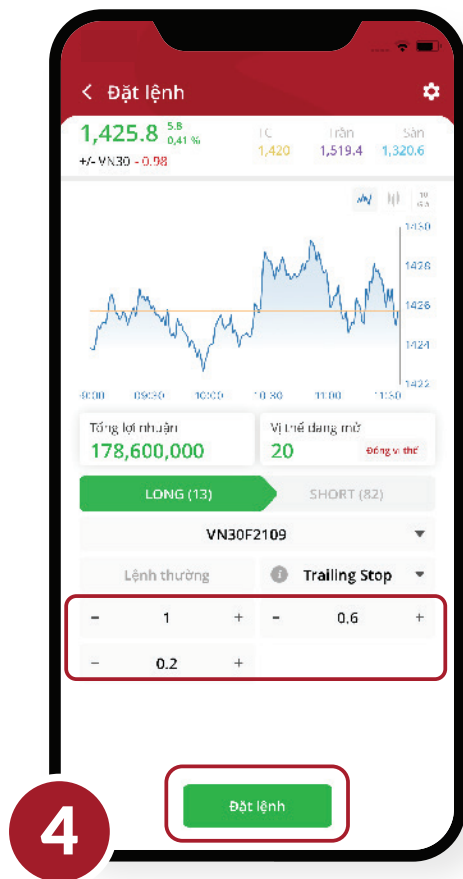 Đặt lệnh
1,425.8 5.8 0,41 % TC Trần Sàn
+/- VN30 - 0.98 1,420 1,519.4 1,320.6
1430
1428
1426
1424
1422
09:30 10:00 10:30 11:00 11:30
Tổng lợi nhuận Vị thế đang mở
178,600,000 20 Đóng vị thế
LONG (13) SHORT (82)
VN30F2109
Lệnh thường i Trailing Stop
- 1 + - 0.6 +
- 0.2 +
Đặt lệnh
4